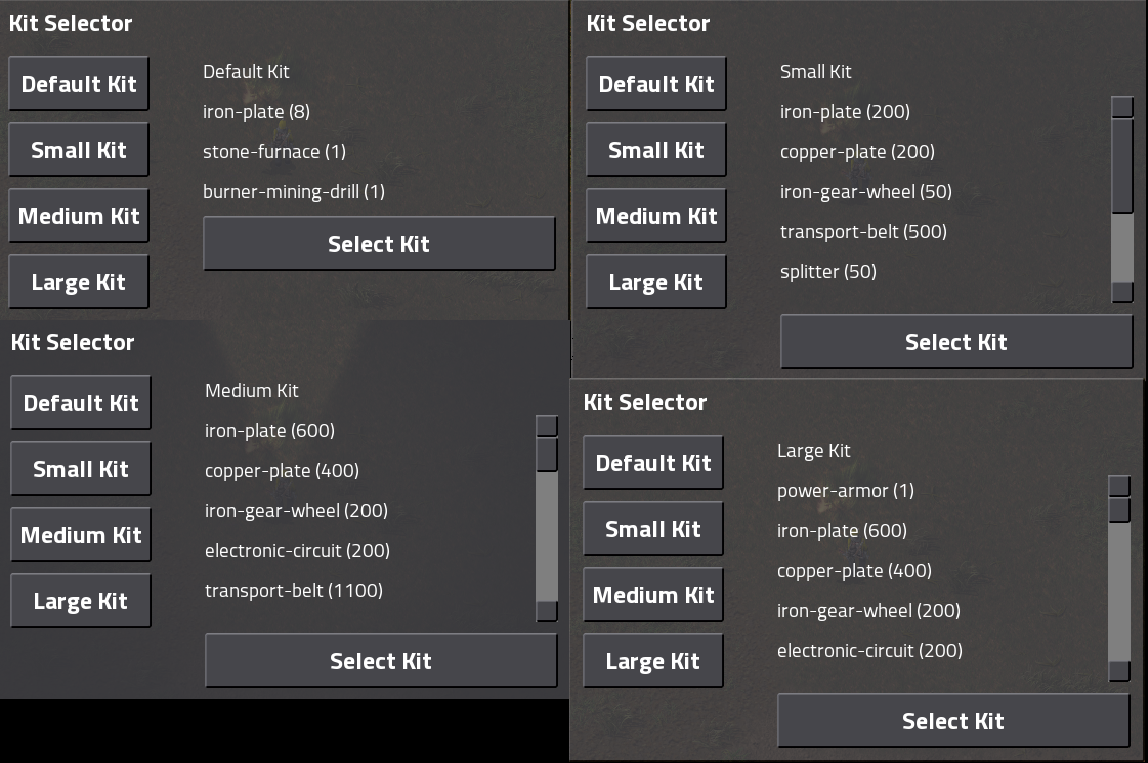 Kit Selector
Default Kit
Small Kit
Medium Kit
Large Kit
Default Kit
iron-plate (8)
stone-furnace (1)
burner-mining-drill (1)
Select Kit
Kit Selector
Default Kit
Small Kit
Medium Kit
Large Kit
Small Kit
iron-plate (200)
copper-plate (200)
iron-gear-wheel (50)
transport-belt (500)
splitter (50)
Select Kit
Kit Selector
Default Kit
Small Kit
Medium Kit
Large Kit
Medium Kit
iron-plate (600)
copper-plate (400)
iron-gear-wheel (200)
electronic-circuit (200)
transport-belt (1100)
Select Kit
Kit Selector
Default Kit
Small Kit
Medium Kit
Large Kit
Large Kit
power-armor (1)
iron-plate (600)
copper-plate (400)
iron-gear-wheel (200)
electronic-circuit (200)
Select Kit